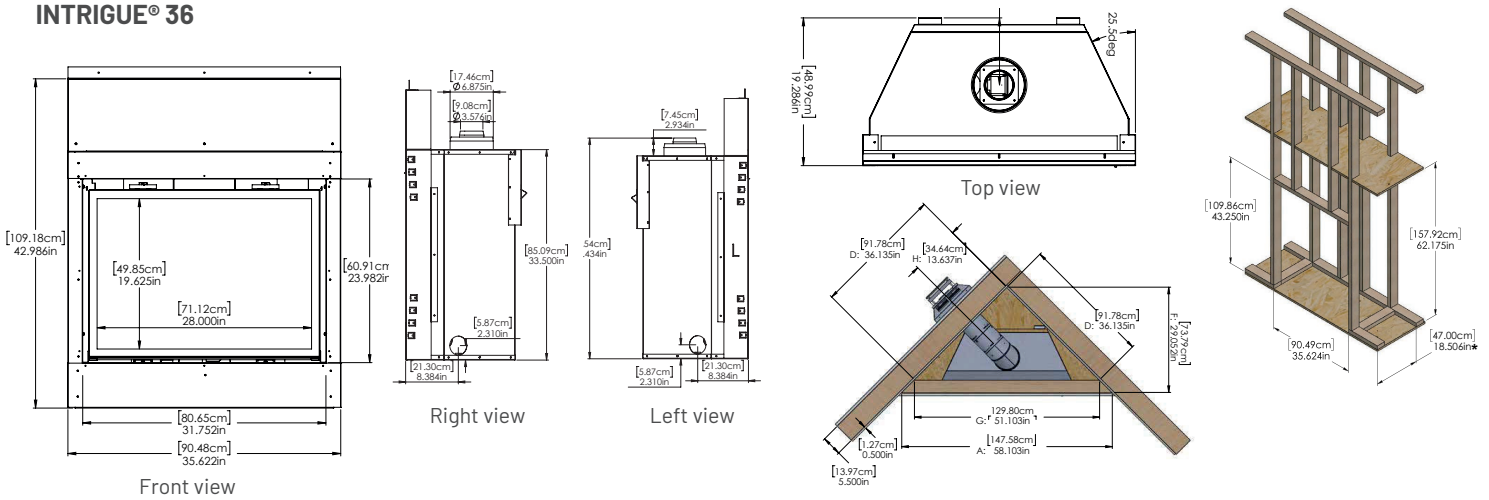 INTRIGUE® 36
[109.18cm]
42.986in
[49.85cm]
19.625in
[71.12cm]
28.000in
[60.91cm
23.982in
[80.65cm]
31.752in
[90.48cm]
35.622in
Front view
[17.46cm]
Ø6.875in
[9.08cm]
Ø3.576in
[85.09cm]
33.500in
[5.87cm]
2.310in
[21.30cm]
8.384in
Right view
[7.45cm]
2.934in
.54cm]
.434in
L
[5.87cm]
2.310in
[21.30cm]
8.384in
Left view
[48.99cm]
19.286in
25.5deg
Top view
[91.78cm]
D: 36.135in
[34.64cm]
H: 13.637in
[91.78cm]
D: 36.135in
[73.79cm]
F: 29.052in
129.80cm
G: 51.103in
[147.58cm]
A: 58.103in
[1.27cm]
0.500in
[13.97cm]
5.500in
[109.86cm]
43.250in
[157.92cm]
62.175in
[90.49cm]
35.624in
[47.00cm]
18.506in*